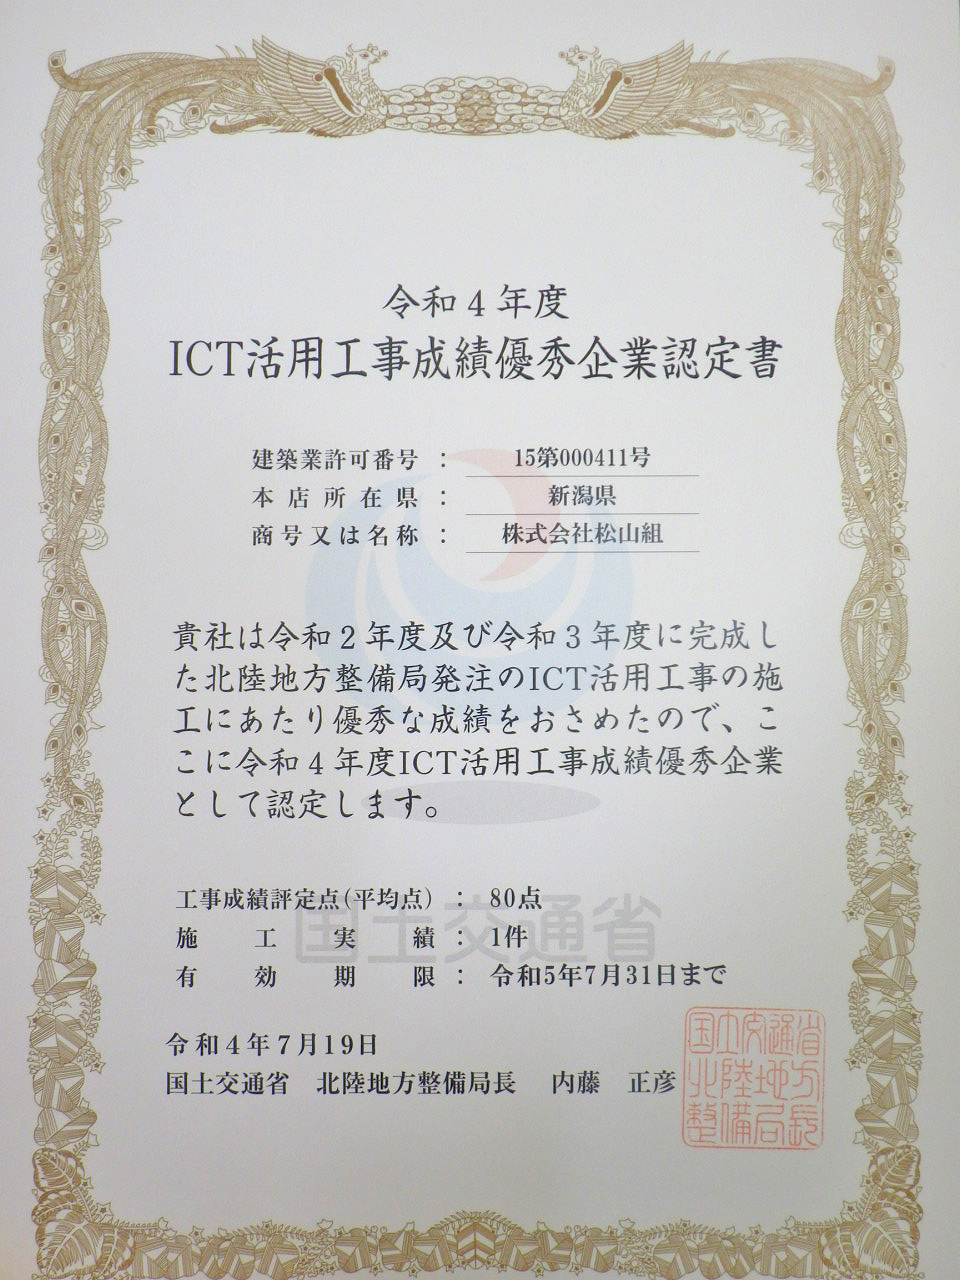 令和4年度
ICT活用工事成績優秀企業認定書
建築業許可番号 : 15第000411号
本店所在県 : 新潟県
商号又は名称 : 株式会社松山組
貴社は令和2年度及び令和3年度に完成し
た北陸地方整備局発注のICT活用工事の施
工にあたり優秀な成績をおさめたので、こ
こに令和4年度ICT活用工事成績優秀企業
として認定します。
工事成績評定点(平均点) : 80点
施工実績 : 1件
有効期限 : 令和5年7月31日まで
国土交通省
令和4年7月19日
国土交通省 北陸地方整備局長 内藤 正彦
国土交通省
北陸地方
整備局長